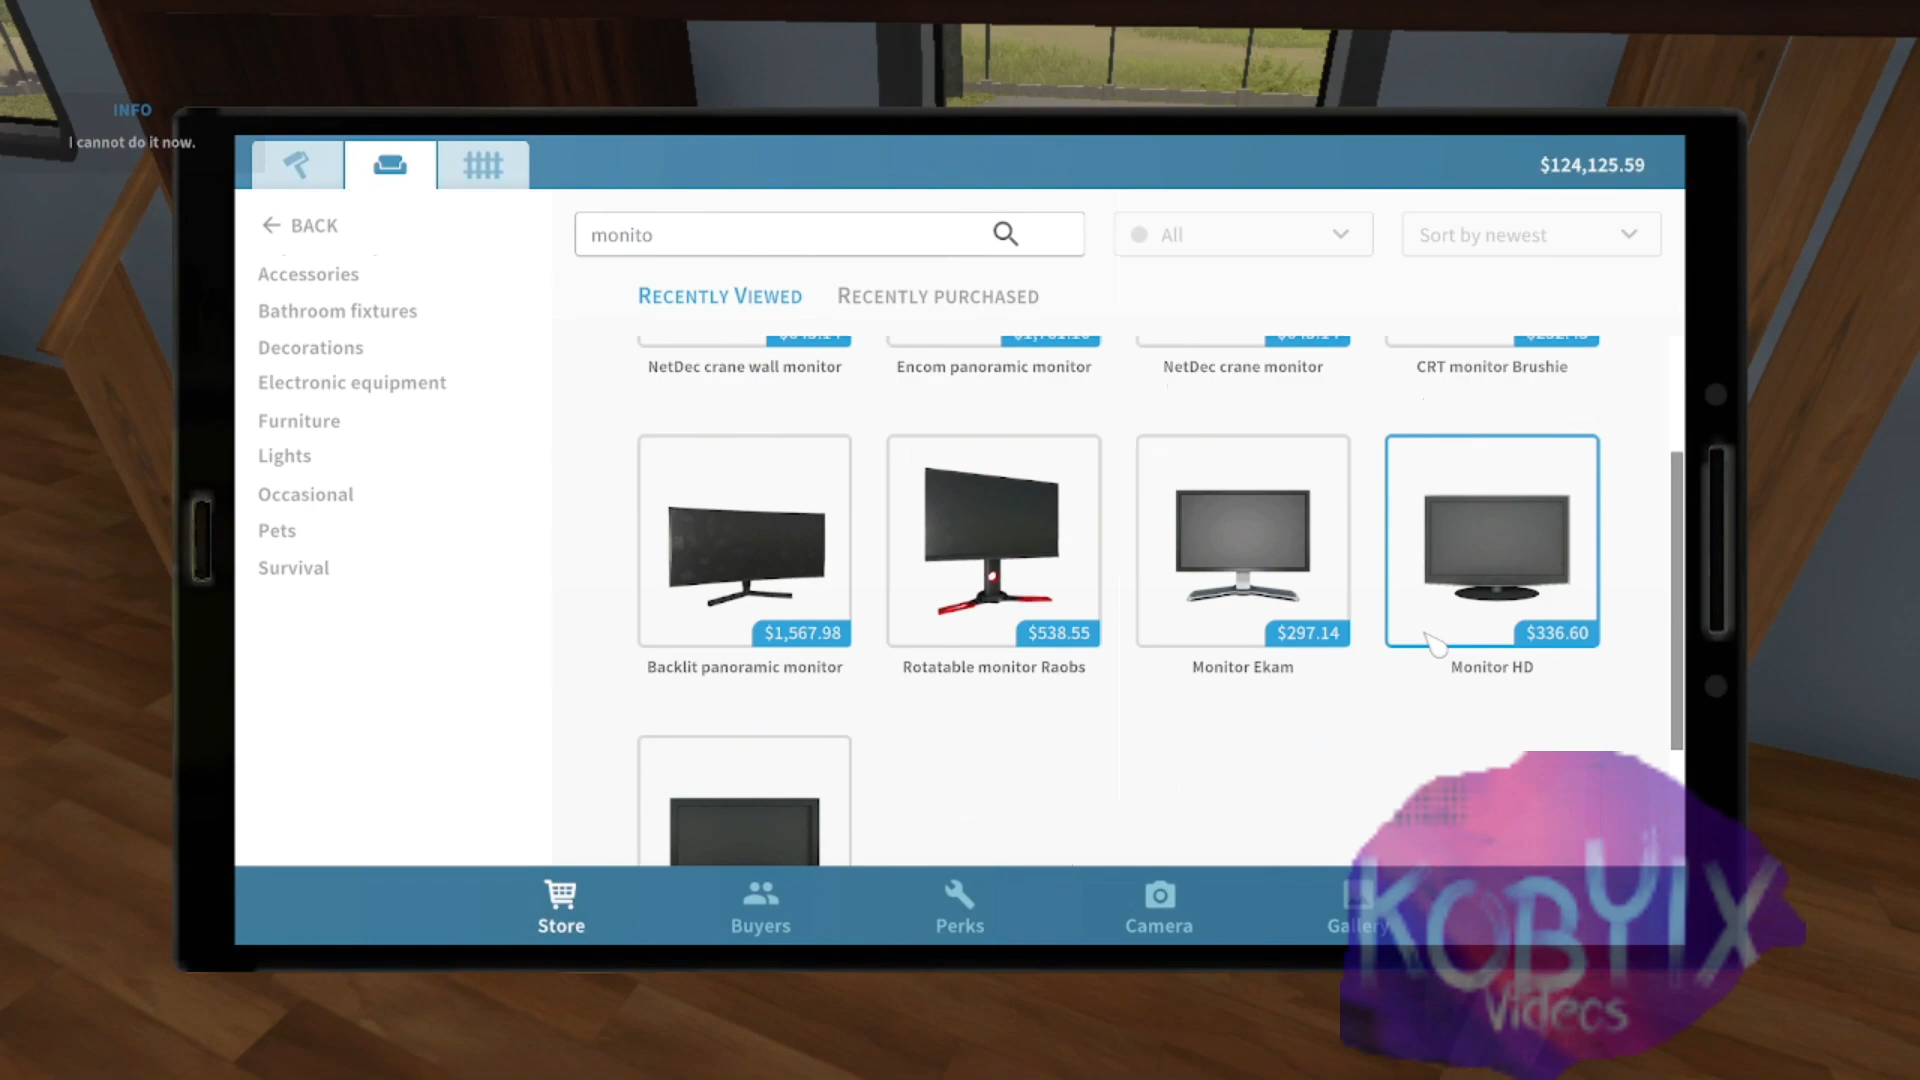 INFO
I cannot do it now.
$124,125.59
BACK
monito
All
Sort by newest
Accessories
Bathroom fixtures
Decorations
Electronic equipment
Furniture
Lights
Occasional
Pets
Survival
RECENTLY VIEWED
RECENTLY PURCHASED
NetDec crane wall monitor
Encom panoramic monitor
NetDec crane monitor
CRT monitor Brushie
$1,567.98
$538.55
$297.14
$336.60
Backlit panoramic monitor
Rotatable monitor Raobs
Monitor Ekam
Monitor HD
Store
Buyers
Perks
Camera
Gallery
KOBYIX
Videos